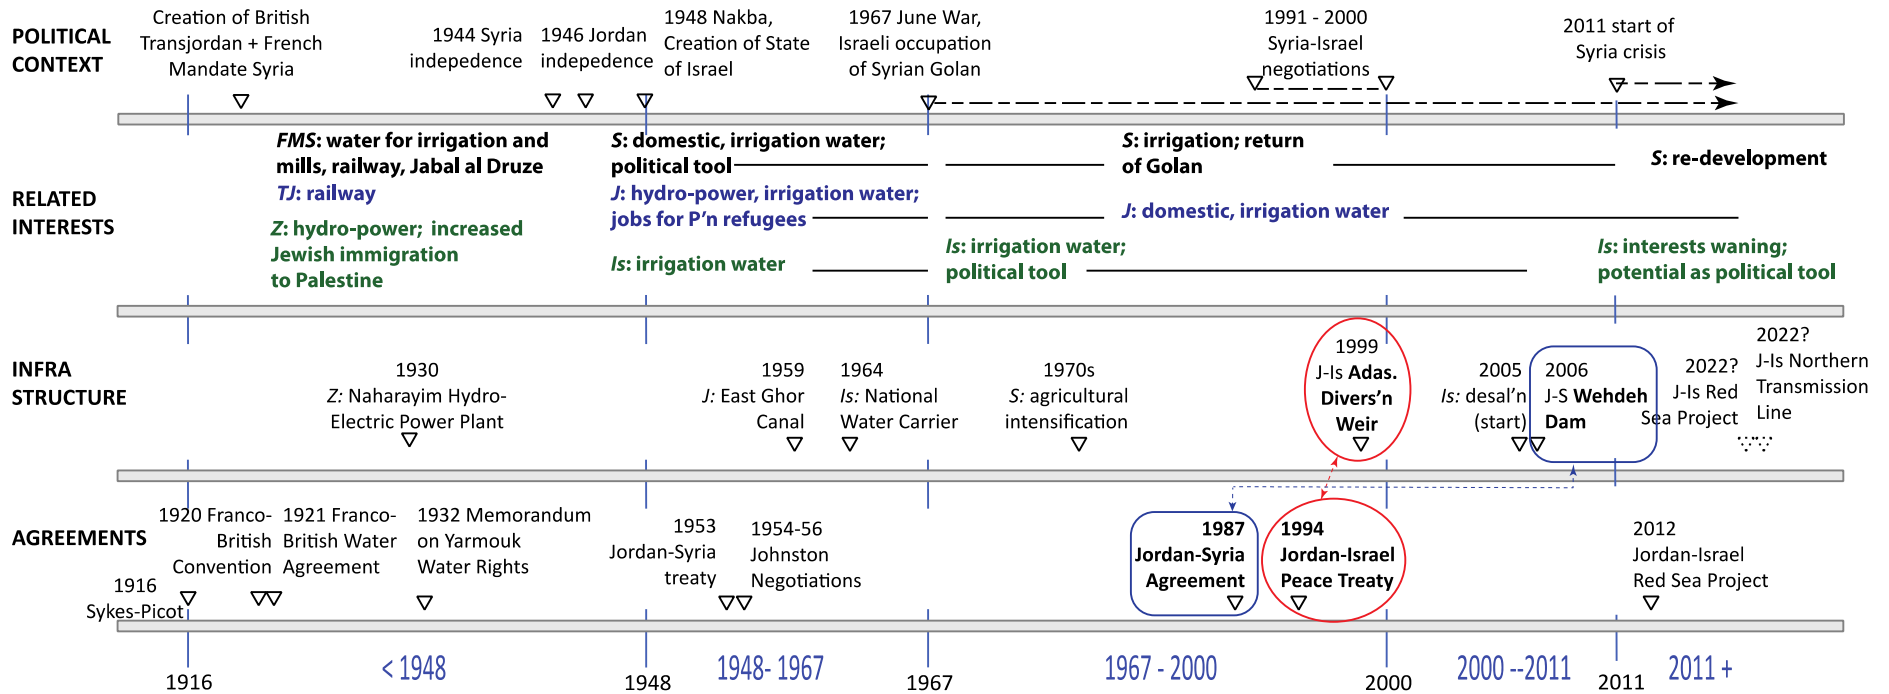 POLITICAL
CONTEXT
Creation of British
Transjordan + French
Mandate Syria
1944 Syria
indepedence
1946 Jordan
indepedence
1948 Nakba,
Creation of State
of Israel
1967 June War,
Israeli occupation
of Syrian Golan
1991 - 2000
Syria-Israel
negotiations
2011 start of
Syria crisis
RELATED
INTERESTS
FMS: water for irrigation and
mills, railway, Jabal al Druze
TJ: railway
Z: hydro-power; increased
Jewish immigration
to Palestine
S: domestic, irrigation water;
political tool
J: hydro-power, irrigation water;
jobs for P'n refugees
Is: irrigation water
S: irrigation; return
of Golan
J: domestic, irrigation water
Is: irrigation water;
political tool
S: re-development
Is: interests waning;
potential as political tool
INFRA
STRUCTURE
1930
Z: Naharayim Hydro-
Electric Power Plant
1959
J: East Ghor
Canal
1964
Is: National
Water Carrier
1970s
S: agricultural
intensification
1999
J-Is Adas.
Divers'n
Weir
2005
Is: desal'n
(start)
2006
J-S Wehdeh
Dam
2022?
J-Is Red
Sea Project
2022?
J-Is Northern
Transmission
Line
AGREEMENTS
1916
Sykes-Picot
1920 Franco-
British
Convention
1921 Franco-
British Water
Agreement
1932 Memorandum
on Yarmouk
Water Rights
1953
Jordan-Syria
treaty
1954-56
Johnston
Negotiations
1987
Jordan-Syria
Agreement
1994
Jordan-Israel
Peace Treaty
2012
Jordan-Israel
Red Sea Project
< 1948
1948- 1967
1967 - 2000
2000 --2011
2011 +
1916
1948
1967
2000
2011